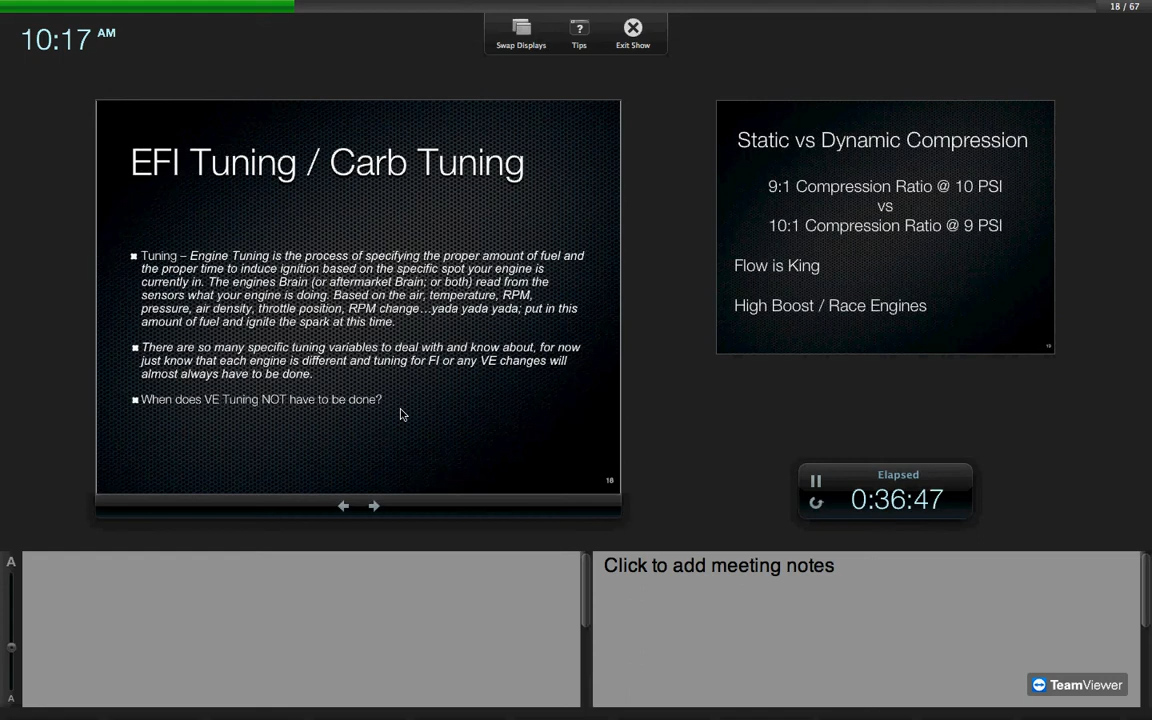 18 / 67
10:17 AM
Swap Displays
Tips
Exit Show
EFI Tuning / Carb Tuning
Tuning – Engine Tuning is the process of specifying the proper amount of fuel and
the proper time to induce ignition based on the specific spot your engine is
currently in. The engines Brain (or aftermarket Brain; or both) read from the
sensors what your engine is doing. Based on the air, temperature, RPM,
pressure, air density, throttle position, RPM change…yada yada yada; put in this
amount of fuel and ignite the spark at this time.
There are so many specific tuning variables to deal with and know about, for now
just know that each engine is different and tuning for FI or any VE changes will
almost always have to be done.
When does VE Tuning NOT have to be done?
18
Static vs Dynamic Compression
9:1 Compression Ratio @ 10 PSI
vs
10:1 Compression Ratio @ 9 PSI
Flow is King
High Boost / Race Engines
Elapsed
0:36:47
A
A
Click to add meeting notes
TeamViewer